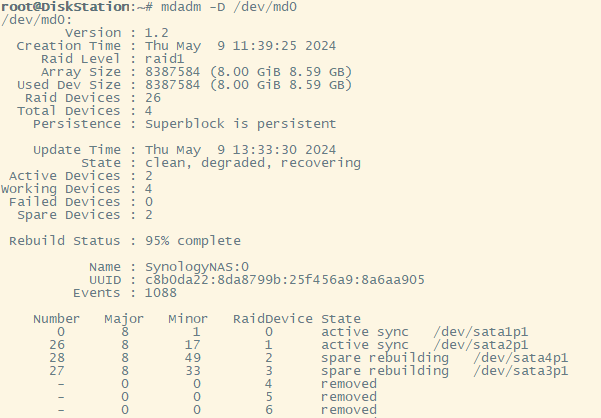 root@DiskStation:~# mdadm -D /dev/md0
/dev/md0:
Version : 1.2
Creation Time : Thu May 9 11:39:25 2024
Raid Level : raid1
Array Size : 8387584 (8.00 GiB 8.59 GB)
Used Dev Size : 8387584 (8.00 GiB 8.59 GB)
Raid Devices : 26
Total Devices : 4
Persistence : Superblock is persistent
Update Time : Thu May 9 13:33:30 2024
State : clean, degraded, recovering
Active Devices : 2
Working Devices : 4
Failed Devices : 0
Spare Devices : 2
Rebuild Status : 95% complete
Name : SynologyNAS:0
UUID : c8b0da22:8da8799b:25f456a9:8a6aa905
Events : 1088
Number Major Minor RaidDevice State
0 8 1 0 active sync /dev/sata1p1
26 8 17 1 active sync /dev/sata2p1
28 8 49 2 spare rebuilding /dev/sata4p1
27 8 33 3 spare rebuilding /dev/sata3p1
- 0 0 4 removed
- 0 0 5 removed
- 0 0 6 removed